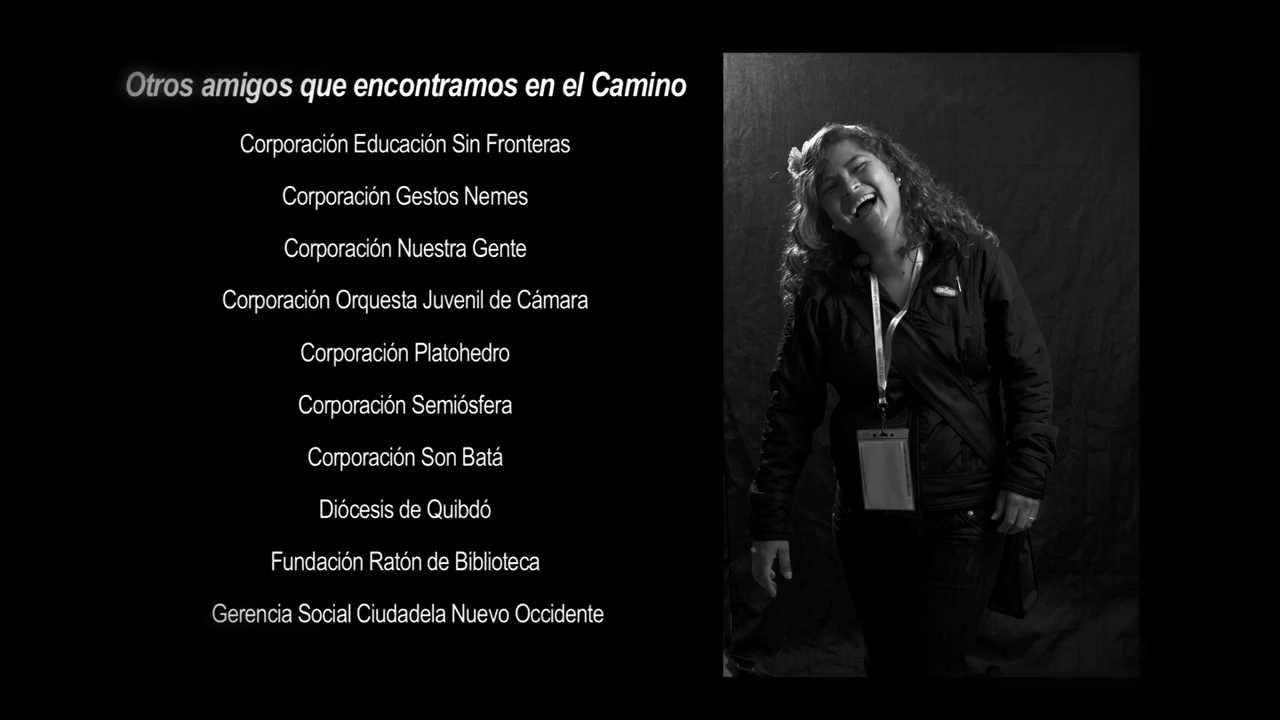 Otros amigos que encontramos en el Camino
Corporación Educación Sin Fronteras
Corporación Gestos Nemes
Corporación Nuestra Gente
Corporación Orquesta Juvenil de Cámara
Corporación Platohedro
Corporación Semiósfera
Corporación Son Batá
Diócesis de Quibdó
Fundación Ratón de Biblioteca
Gerencia Social Ciudadela Nuevo Occidente